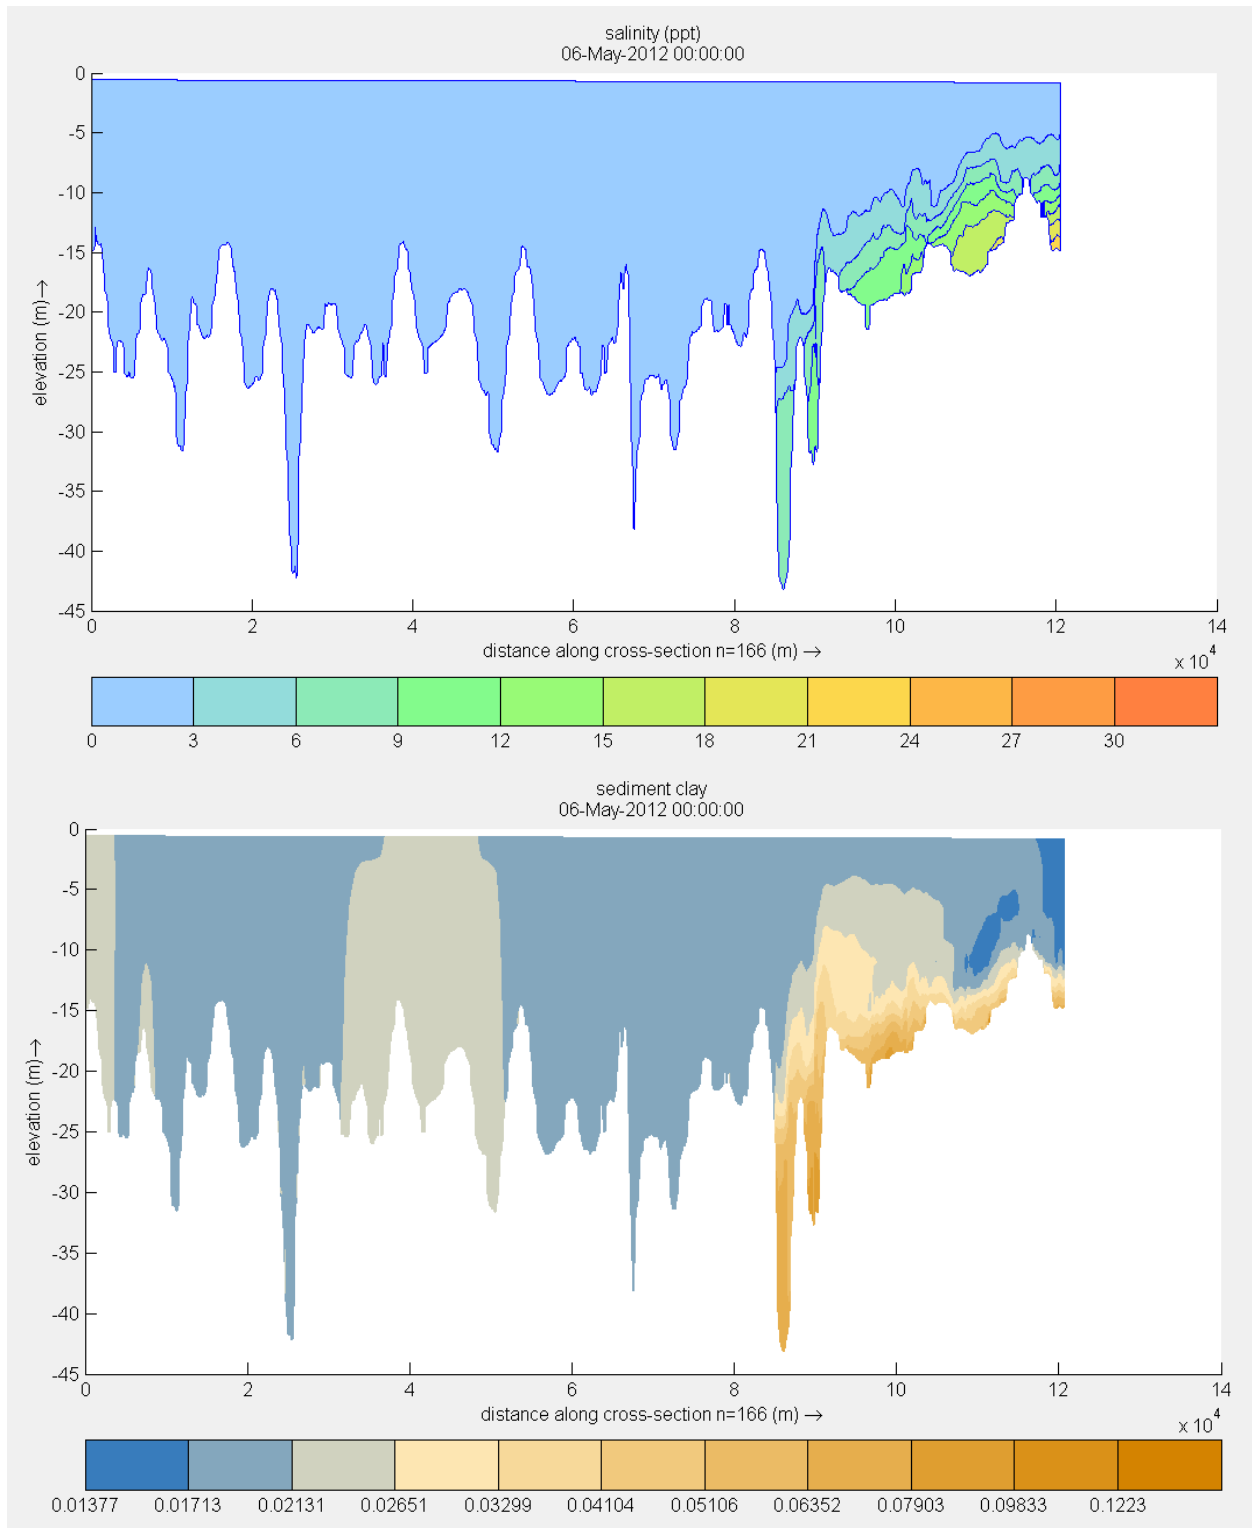 salinity (ppt)
06-May-2012 00:00:00
0
-5
-10
-15
-20
-25
-30
-35
-40
-45
elevation (m)→
0 2 4 6 8 10 12 14
distance along cross-section n=166 (m) →
x 10^4
0 3 6 9 12 15 18 21 24 27 30
sediment clay
06-May-2012 00:00:00
0
-5
-10
-15
-20
-25
-30
-35
-40
-45
elevation (m)→
0 2 4 6 8 10 12 14
distance along cross-section n=166 (m) →
x 10^4
0.01377 0.01713 0.02131 0.02651 0.03299 0.04104 0.05106 0.06352 0.07903 0.09833 0.1223